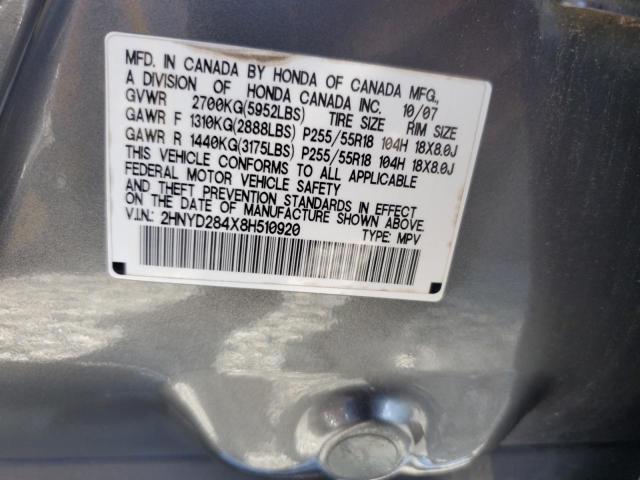 MFD. IN CANADA BY HONDA OF CANADA MFG.,
A DIVISION OF HONDA CANADA INC. 10/07
GVWR 2700KG(5952LBS) TIRE SIZE RIM SIZE
GAWR F 1310KG(2888LBS) P255/55R18 104H 18X8.0J
GAWR R 1440KG(3175LBS) P255/55R18 104H 18X8.0J
THIS VEHICLE CONFORMS TO ALL APPLICABLE
FEDERAL MOTOR VEHICLE SAFETY
AND THEFT PREVENTION STANDARDS IN EFFECT
ON THE DATE OF MANUFACTURE SHOWN ABOVE.
V.I.N.: 2HNYD284X8H510920 TYPE: MPV